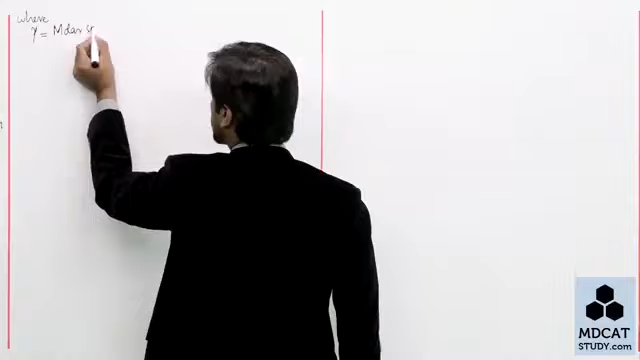 where
γ = Molar
MDCAT
STUDY.com